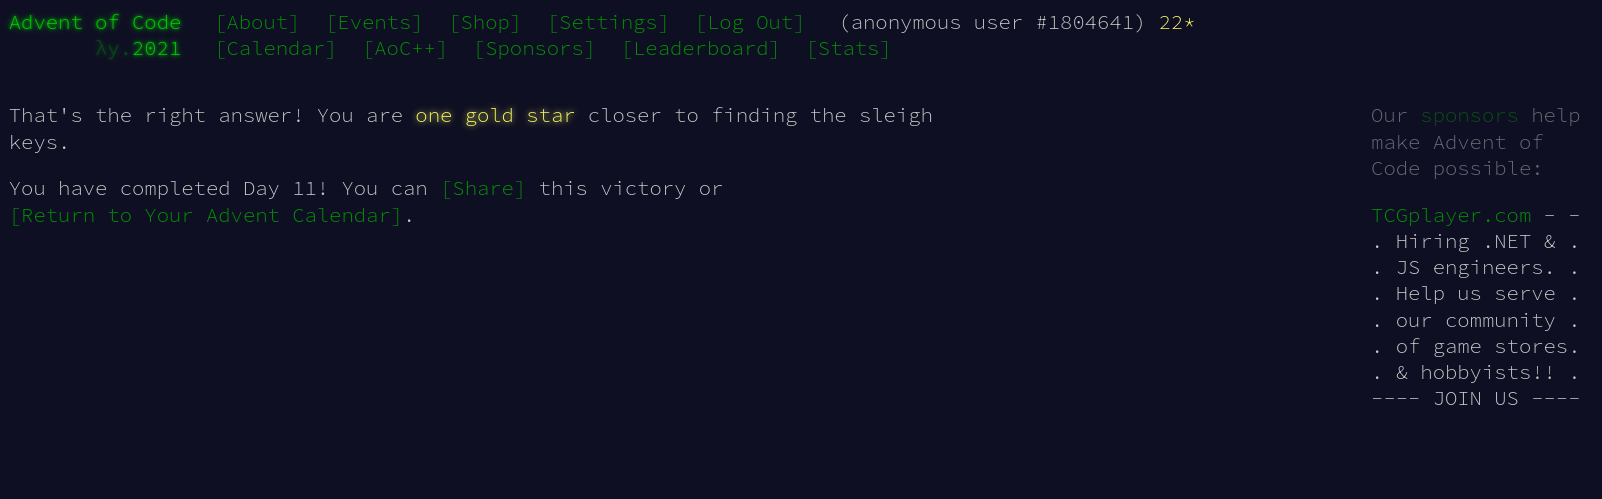 Advent of Code [About] [Events] [Shop] [Settings] [Log Out] (anonymous user #1804641) 22*
λy.2021 [Calendar] [AoC++] [Sponsors] [Leaderboard] [Stats]
That's the right answer! You are one gold star closer to finding the sleigh
keys.
You have completed Day 11! You can [Share] this victory or
[Return to Your Advent Calendar].
Our sponsors help
make Advent of
Code possible:
TCGplayer.com - -
. Hiring .NET & .
. JS engineers. .
. Help us serve .
. our community .
. of game stores.
. & hobbyists!! .
---- JOIN US ----